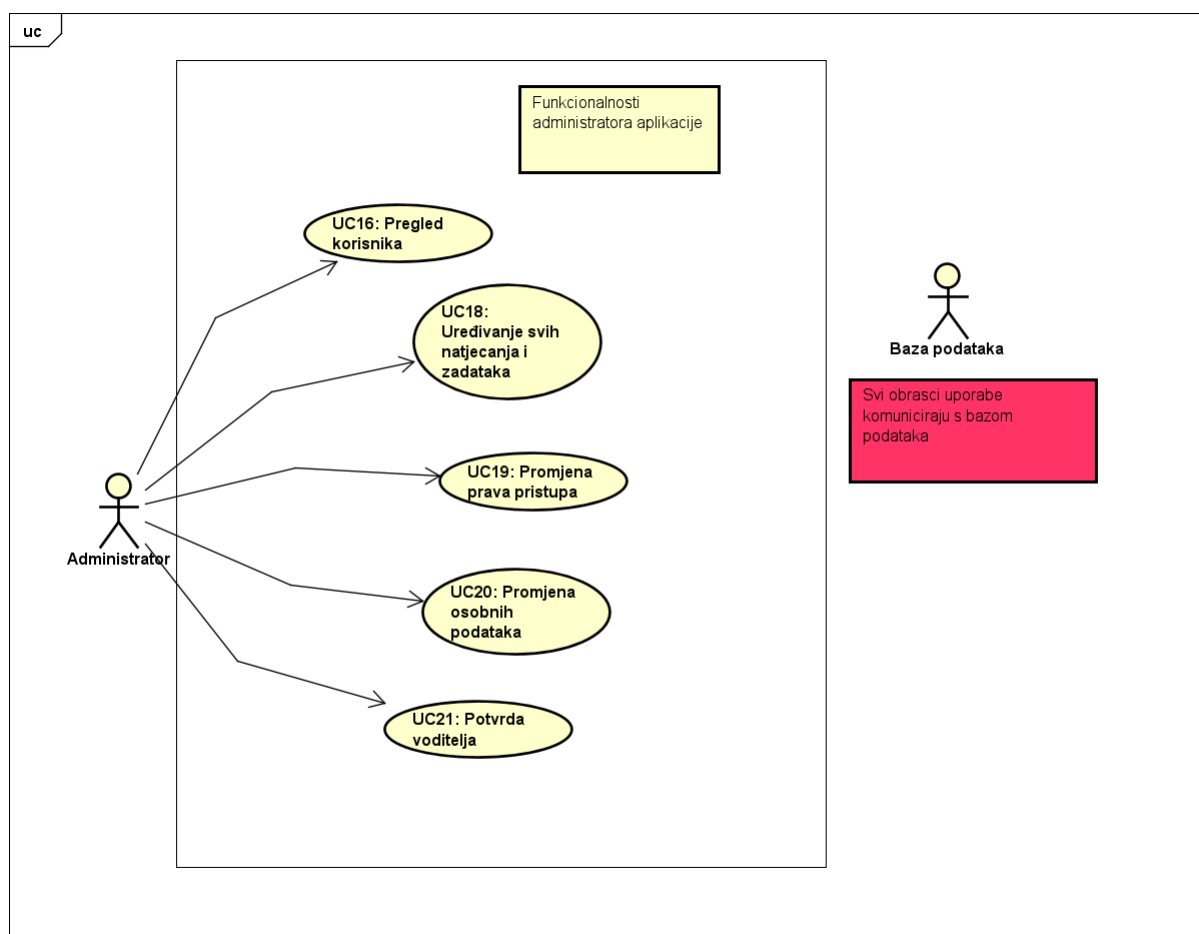 uc
Funkcionalnosti
administratora aplikacije
UC16: Pregled
korisnika
UC18:
Uređivanje svih
natjecanja i
zadataka
Baza podataka
Svi obrasci uporabe
komuniciraju s bazom
podataka
UC19: Promjena
prava pristupa
Administrator
UC20: Promjena
osobnih
podataka
UC21: Potvrda
voditelja